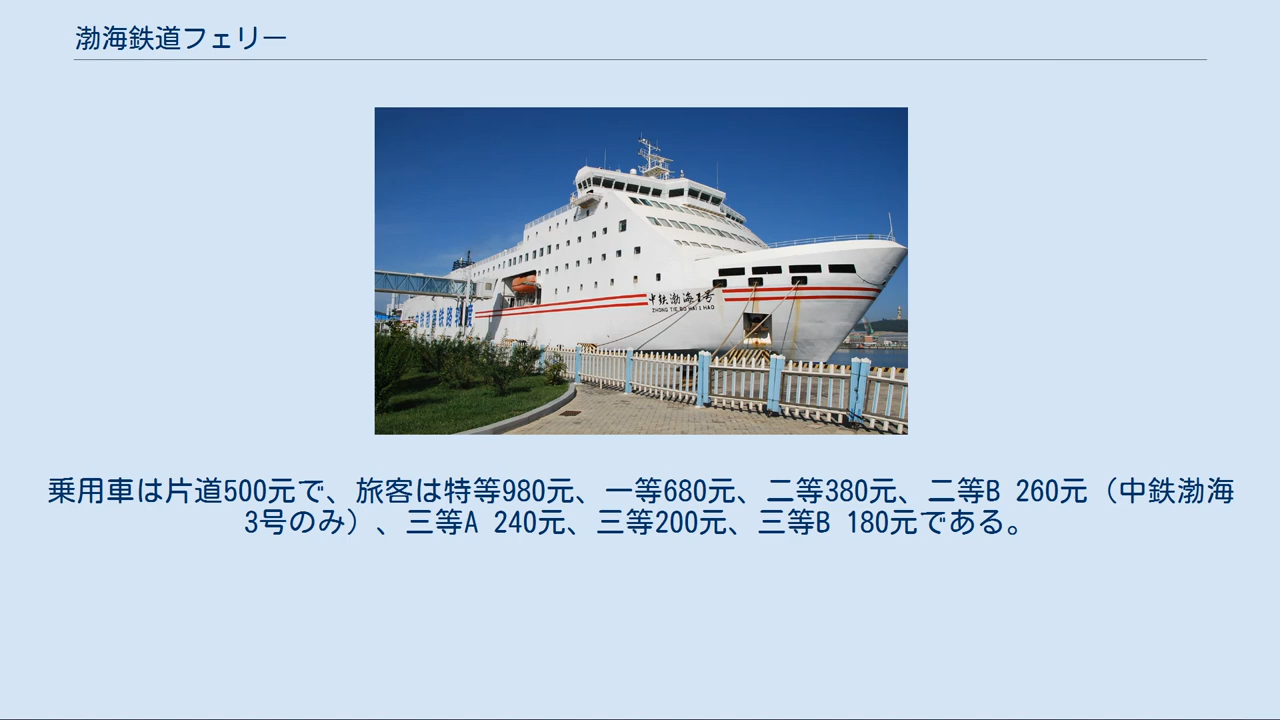 渤海鉄道フェリー
中铁渤海1号
ZHONG TIE BO HAI 1 HAO
乗用車は片道500元で、旅客は特等980元、一等680元、二等380元、二等B 260元（中鉄渤海
3号のみ）、三等A 240元、三等200元、三等B 180元である。